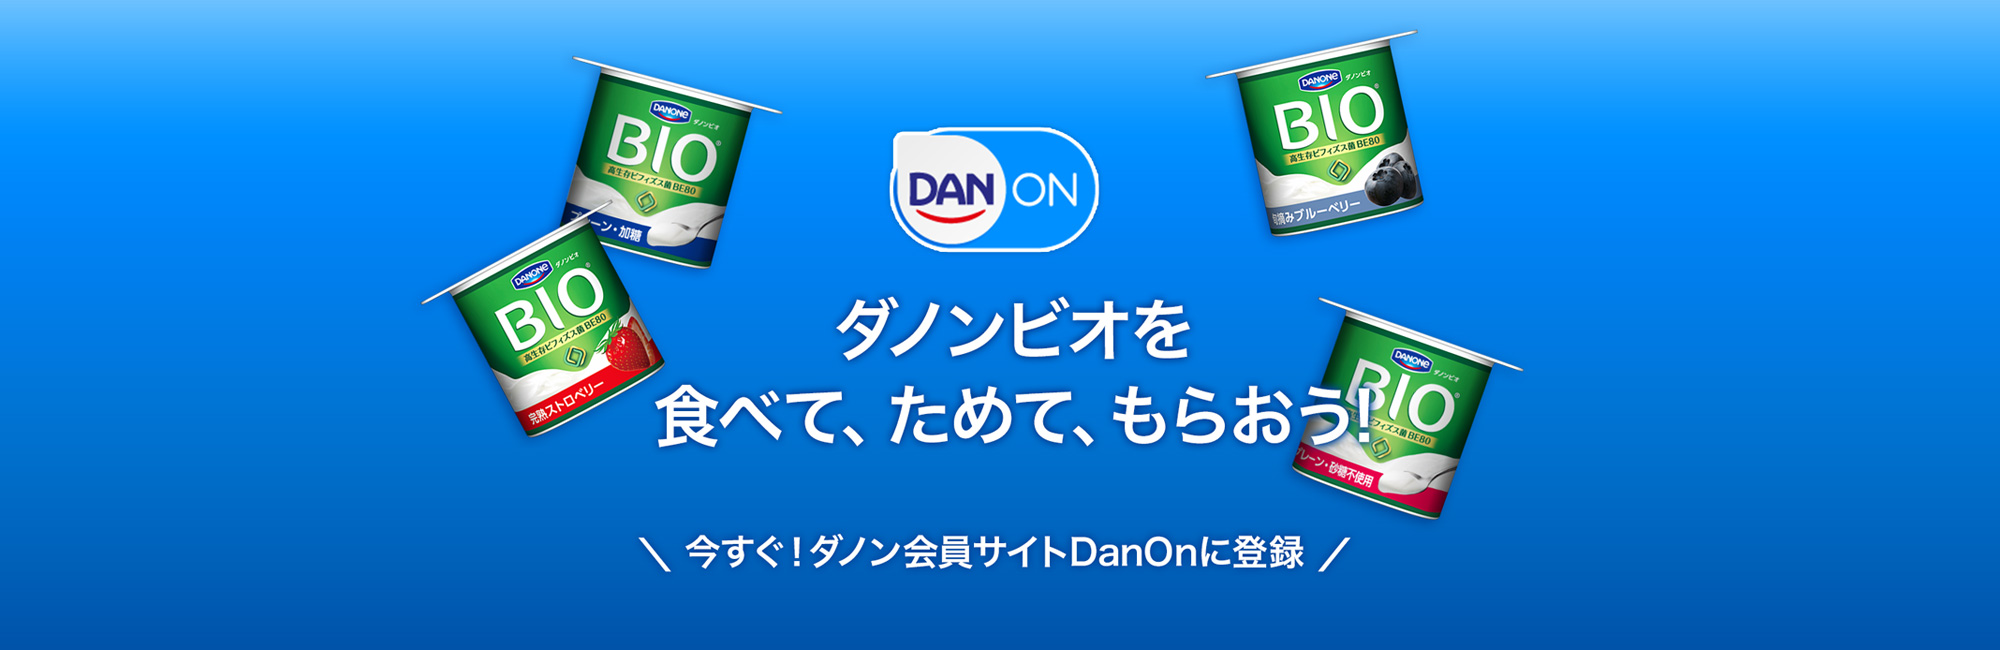 DANONE ダノンビオ
BIO
高生存ビフィズス菌 BE80
プレーン・加糖
DANONE ダノンビオ
BIO
高生存ビフィズス菌 BE80
完熟ストロベリー
DAN ON
DANONE ダノンビオ
BIO
高生存ビフィズス菌 BE80
摘みブルーベリー
ダノンビオを
食べて、ためて、もらおう!
DANONE ダノンビオ
BIO
ビフィズス菌 BE80
プレーン・砂糖不使用
\ 今すぐ！ダノン会員サイトDanOnに登録 /